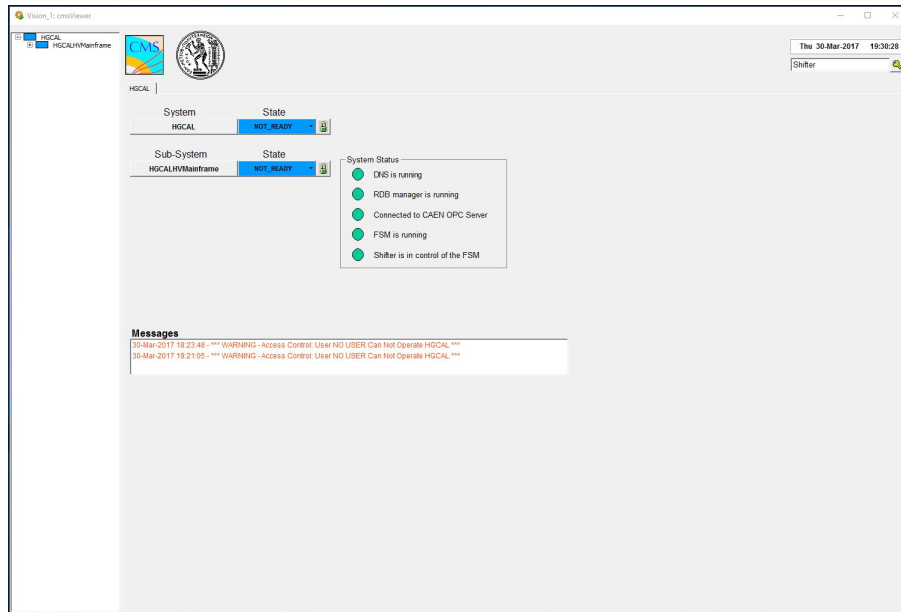 Vision_1: cmsViewer
HGCAL
HGCALHVMainframe
CMS
Thu 30-Mar-2017 19:30:28
Shifter
HGCAL
System State
HGCAL NOT_READY
Sub-System State
HGCALHVMainframe NOT_READY
System Status
DNS is running
RDB manager is running
Connected to CAEN OPC Server
FSM is running
Shifter is in control of the FSM
Messages
30-Mar-2017 18:23:48 - *** WARNING - Access Control: User NO USER Can Not Operate HGCAL ***
30-Mar-2017 19:21:05 - *** WARNING - Access Control: User NO USER Can Not Operate HGCAL ***